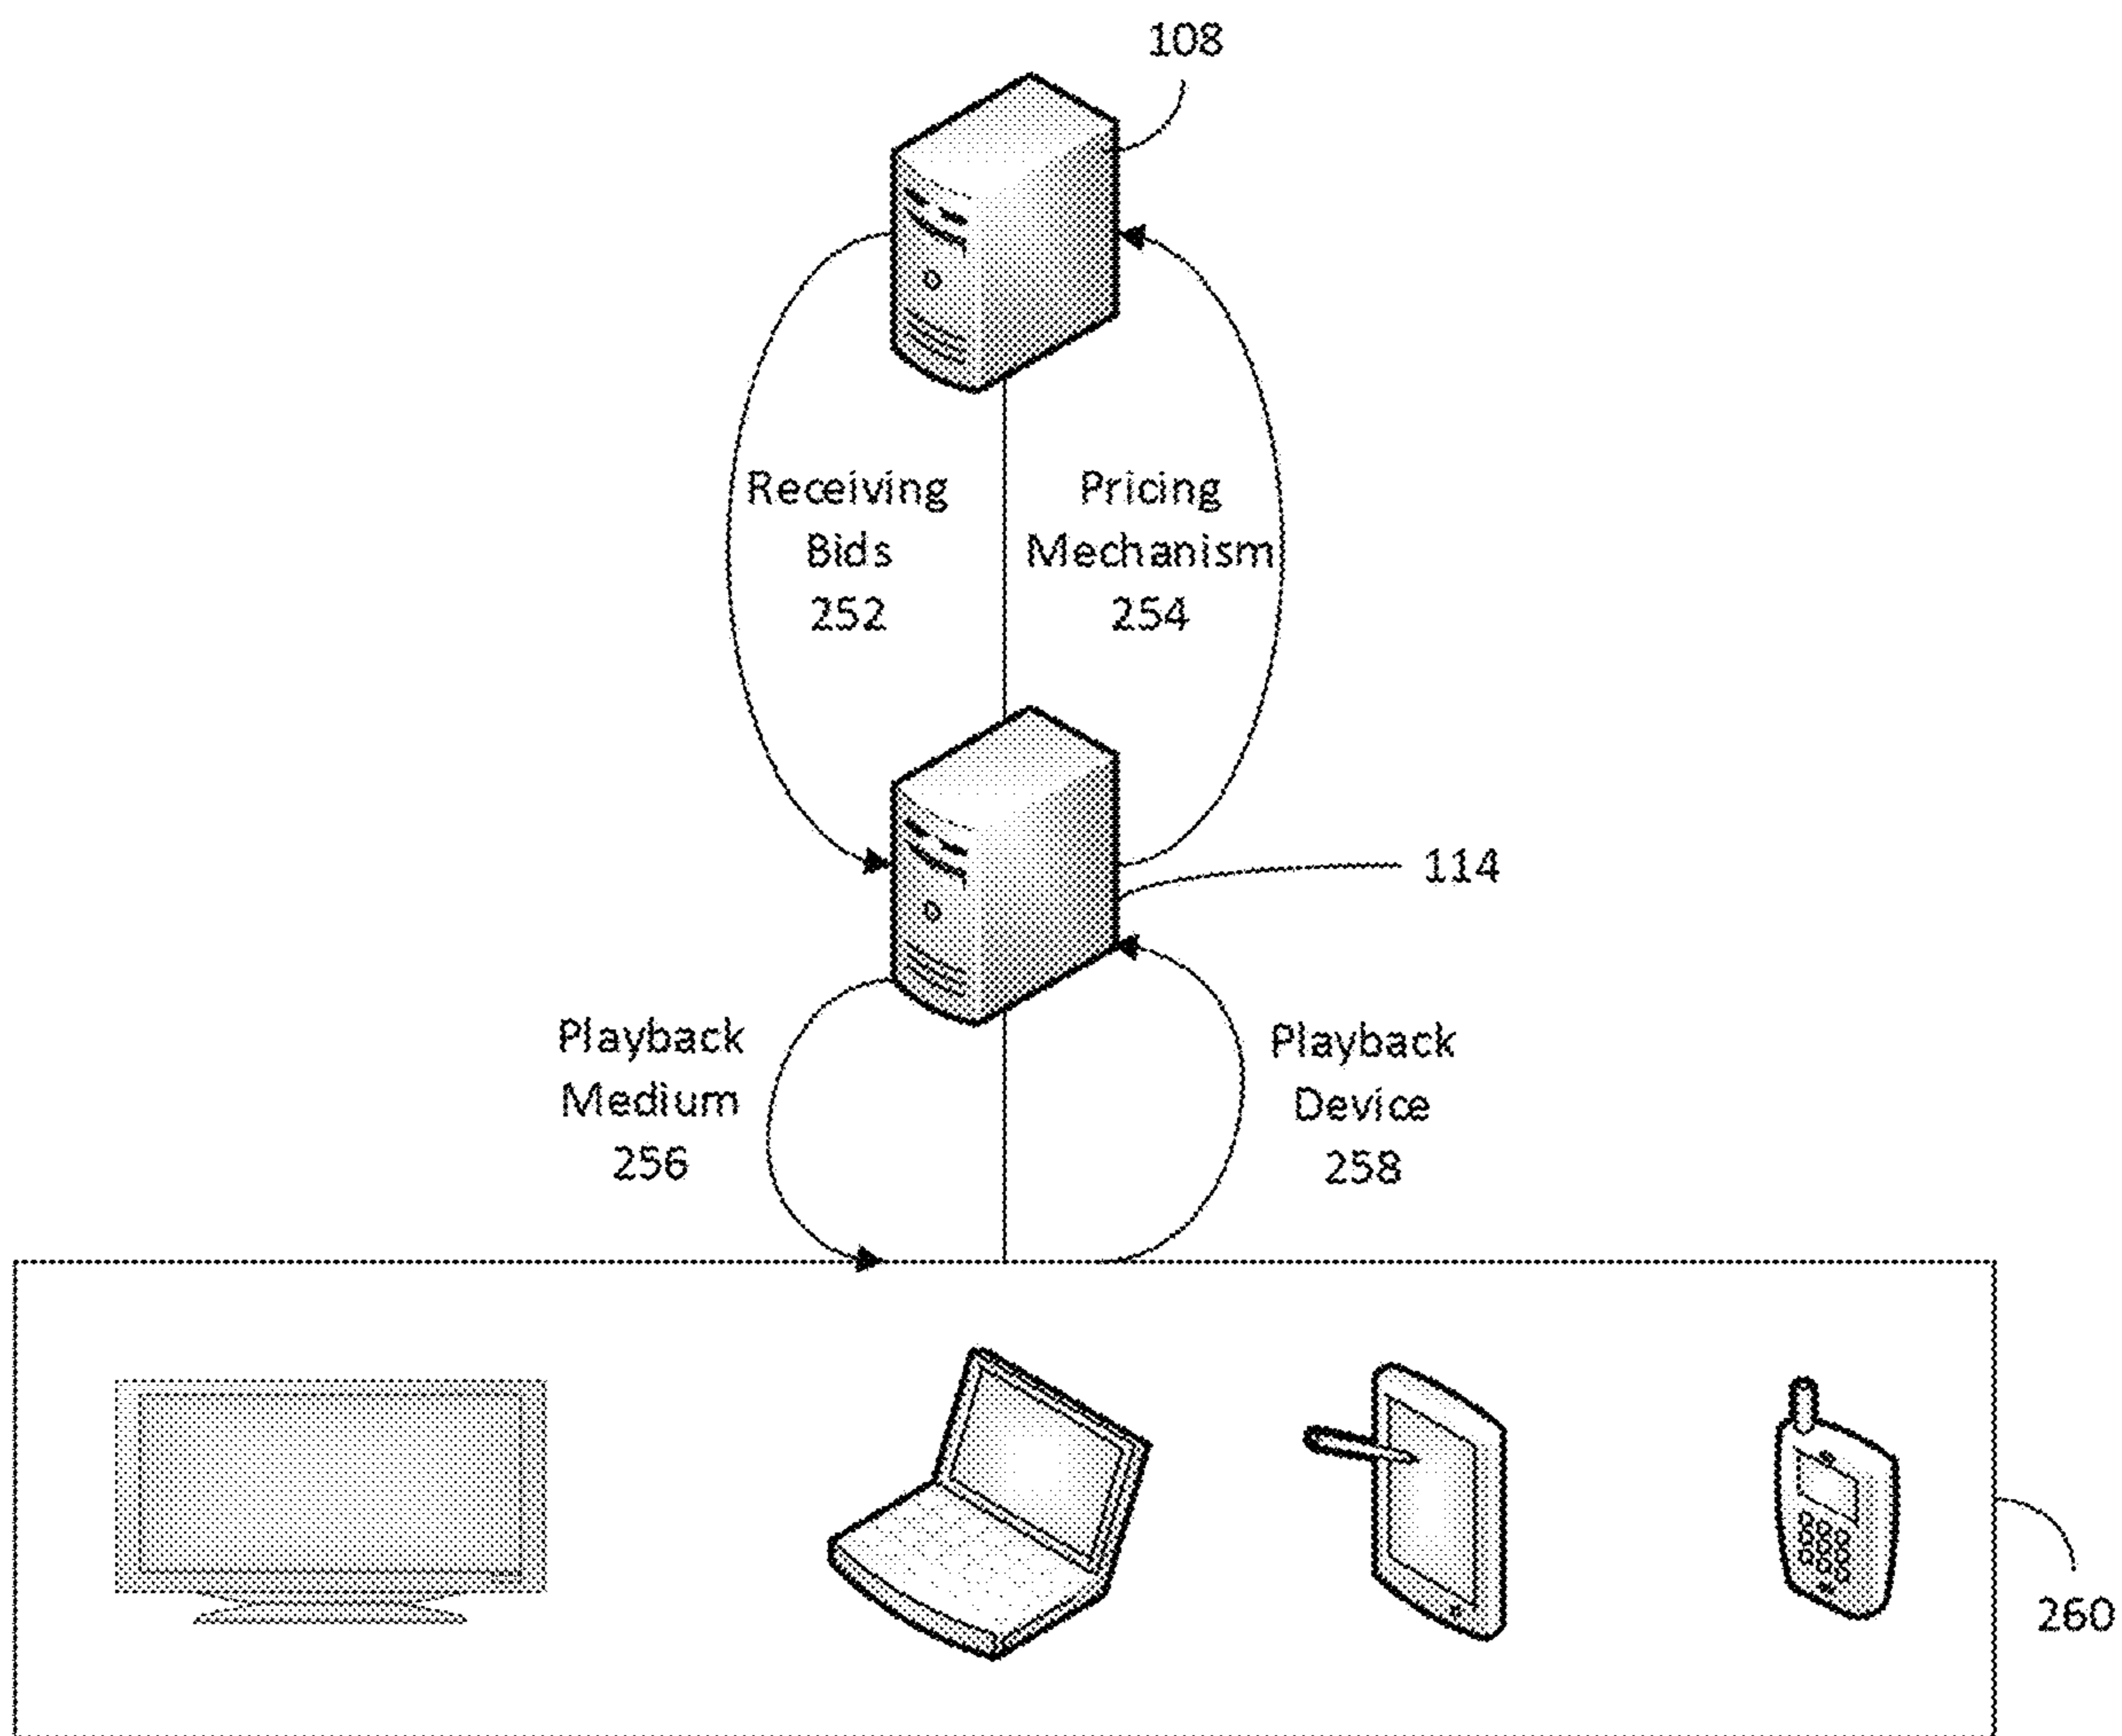 108
Receiving
Bids
252
Pricing
Mechanism
254
114
Playback
Medium
256
Playback
Device
258
260